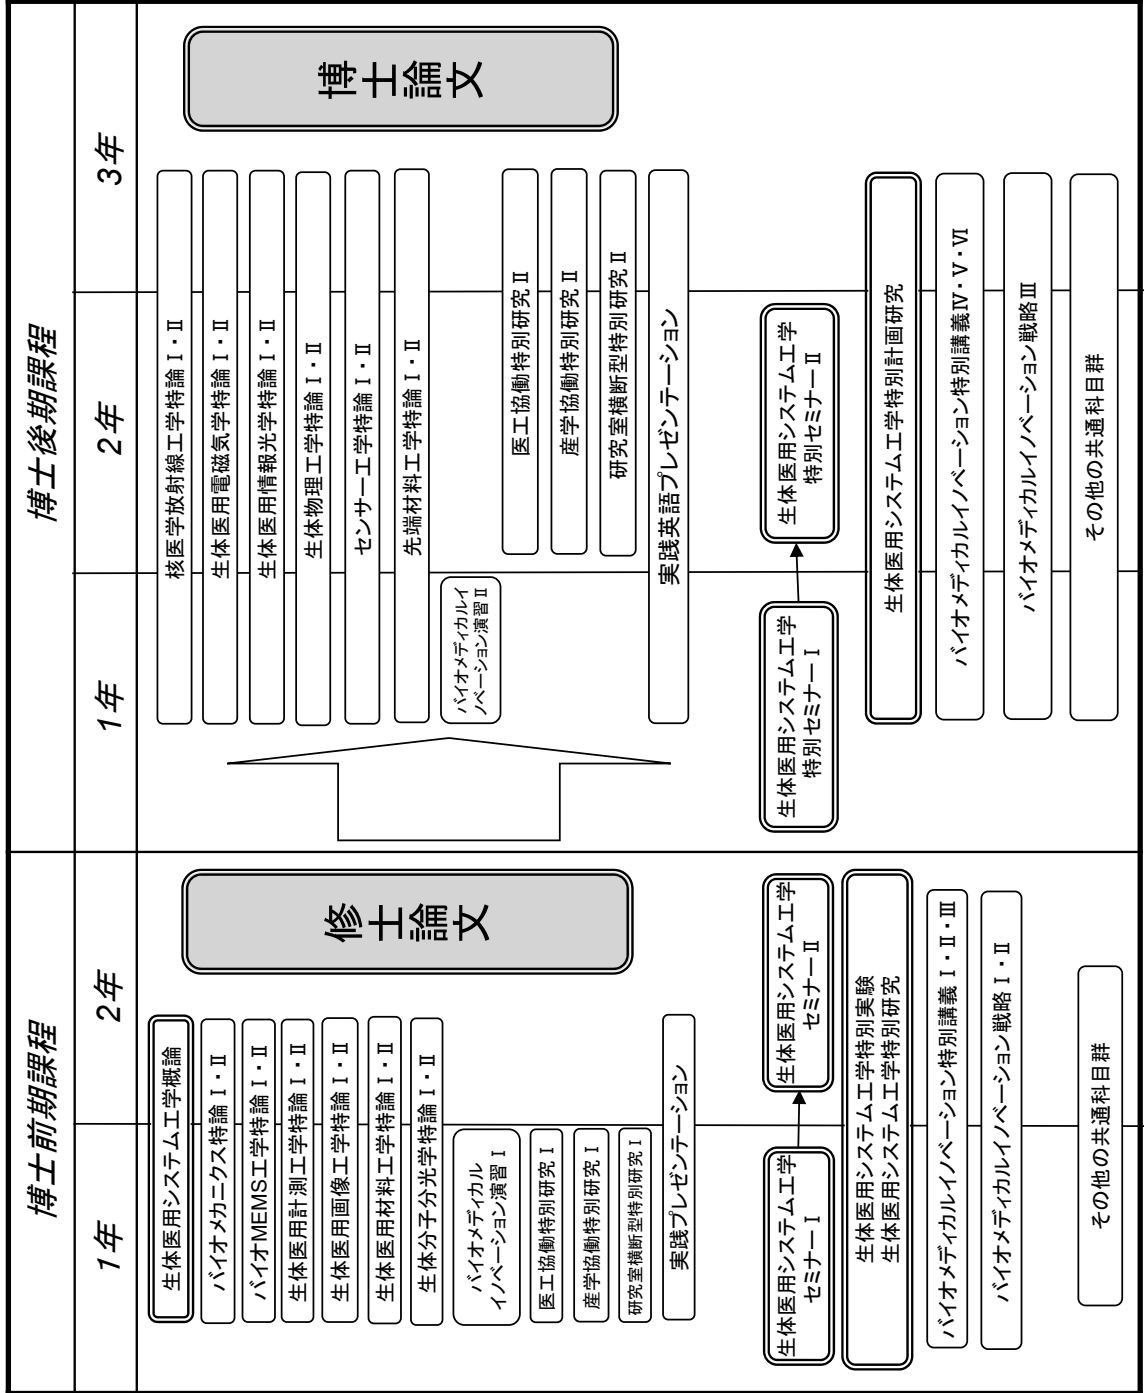 博士前期課程
1年
2年
生体医用システム工学概論
バイオメカニクス特論Ⅰ・Ⅱ
バイオMEMS工学特論Ⅰ・Ⅱ
生体医用計測工学特論Ⅰ・Ⅱ
生体医用画像工学特論Ⅰ・Ⅱ
生体医用材料工学特論Ⅰ・Ⅱ
生体分子分光学特論Ⅰ・Ⅱ
バイオメディカル
イノベーション演習Ⅰ
医工協働特別研究Ⅰ
産学協働特別研究Ⅰ
研究室横断型特別研究Ⅰ
実践プレゼンテーション
修士論文
生体医用システム工学
セミナーⅠ
生体医用システム工学
セミナーⅡ
生体医用システム工学特別実験
生体医用システム工学特別研究
バイオメディカルイノベーション特別講義Ⅰ・Ⅱ・Ⅲ
バイオメディカルイノベーション戦略Ⅰ・Ⅱ
その他の共通科目群
博士後期課程
1年
2年
3年
核医学放射線工学特論Ⅰ・Ⅱ
生体医用電磁気学特論Ⅰ・Ⅱ
生体医用情報光学特論Ⅰ・Ⅱ
生体物理工学特論Ⅰ・Ⅱ
センサー工学特論Ⅰ・Ⅱ
先端材料工学特論Ⅰ・Ⅱ
バイオメディカルイ
ノベーション演習Ⅱ
医工協働特別研究Ⅱ
産学協働特別研究Ⅱ
研究室横断型特別研究Ⅱ
実践英語プレゼンテーション
博士論文
生体医用システム工学
特別セミナーⅠ
生体医用システム工学
特別セミナーⅡ
生体医用システム工学特別計画研究
バイオメディカルイノベーション特別講義Ⅳ・Ⅴ・Ⅵ
バイオメディカルイノベーション戦略Ⅲ
その他の共通科目群